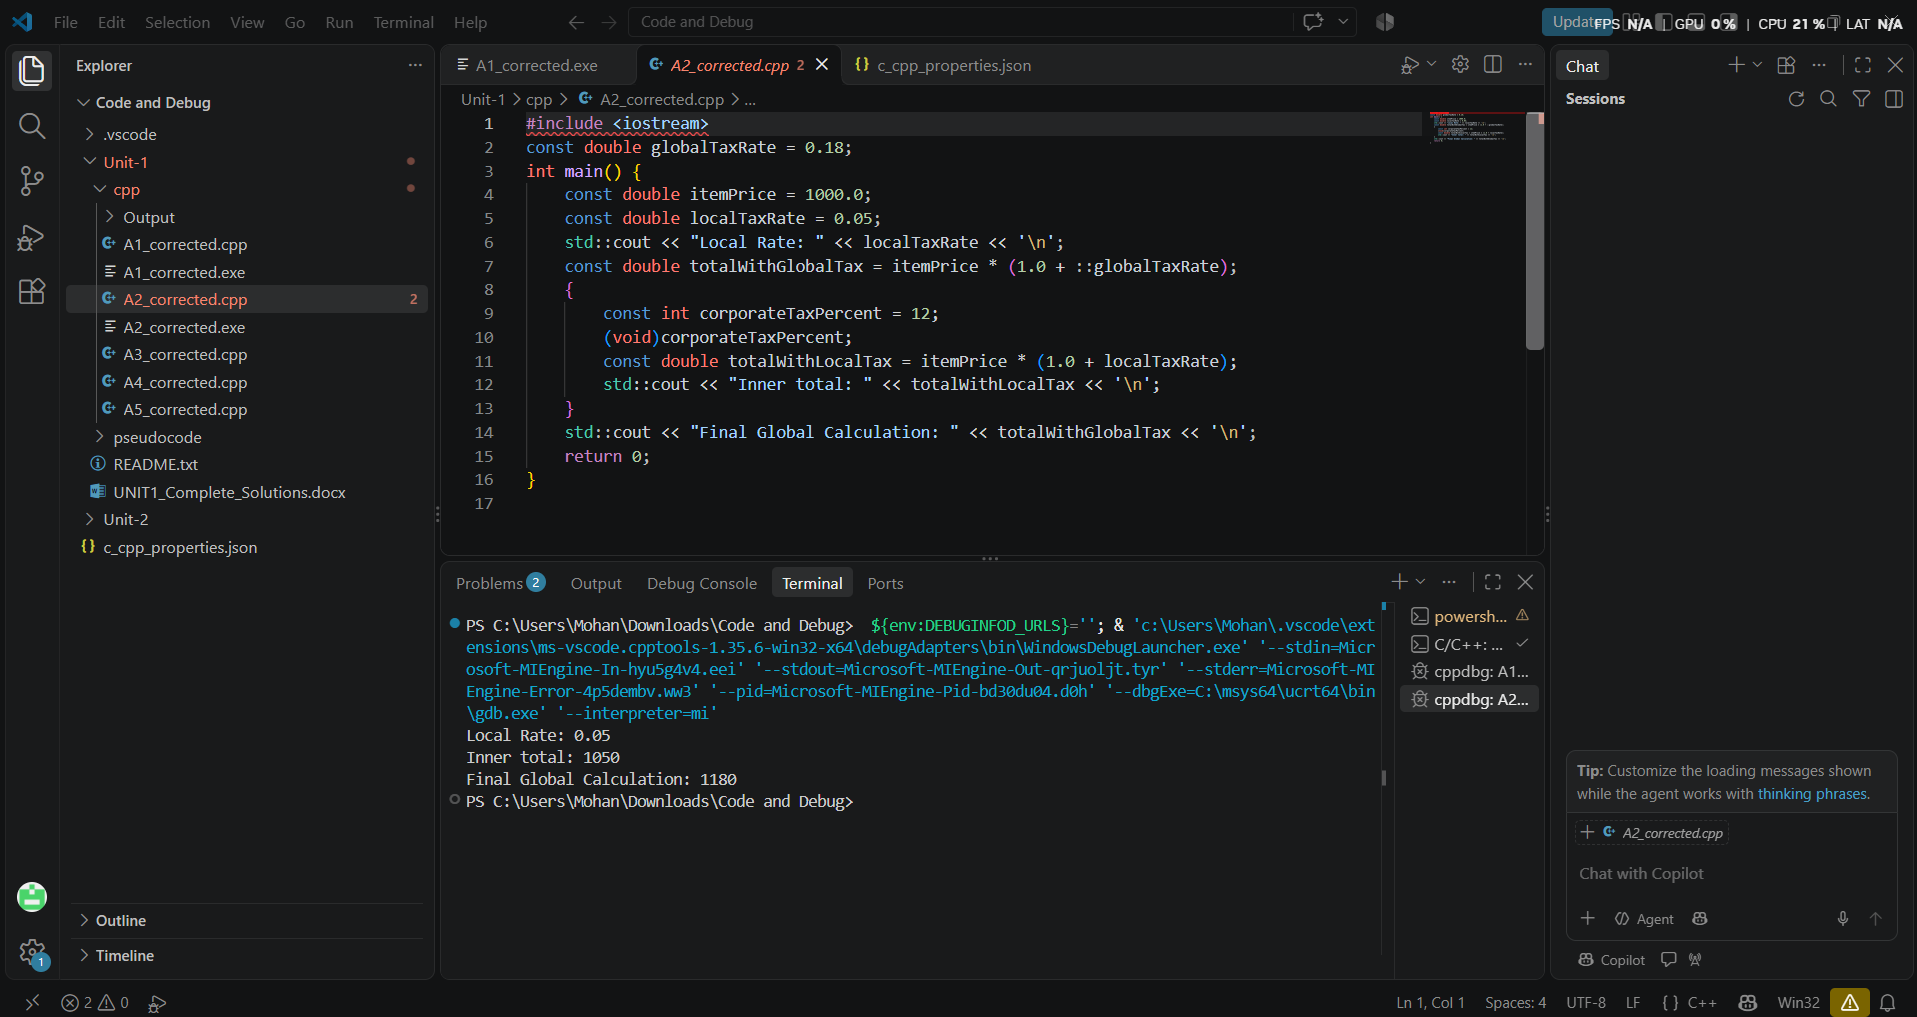 File Edit Selection View Go Run Terminal Help
Code and Debug
Update
FPS N/A | GPU 0% | CPU 21% LAT N/A
Explorer
Code and Debug
.vscode
Unit-1
cpp
Output
A1_corrected.cpp
A1_corrected.exe
A2_corrected.cpp 2
A2_corrected.exe
A3_corrected.cpp
A4_corrected.cpp
A5_corrected.cpp
pseudocode
README.txt
UNIT1_Complete_Solutions.docx
Unit-2
c_cpp_properties.json
Outline
Timeline
1
A1_corrected.exe
A2_corrected.cpp 2
c_cpp_properties.json
Unit-1 > cpp > A2_corrected.cpp > ...
1 #include <iostream>
2 const double globalTaxRate = 0.18;
3 int main() {
4 const double itemPrice = 1000.0;
5 const double localTaxRate = 0.05;
6 std::cout << "Local Rate: " << localTaxRate << '\n';
7 const double totalWithGlobalTax = itemPrice * (1.0 + ::globalTaxRate);
8 {
9 const int corporateTaxPercent = 12;
10 (void)corporateTaxPercent;
11 const double totalWithLocalTax = itemPrice * (1.0 + localTaxRate);
12 std::cout << "Inner total: " << totalWithLocalTax << '\n';
13 }
14 std::cout << "Final Global Calculation: " << totalWithGlobalTax << '\n';
15 return 0;
16 }
17
Problems 2 Output Debug Console Terminal Ports
PS C:\Users\Mohan\Downloads\Code and Debug> ${env:DEBUGINFOD_URLS}=''; & 'c:\Users\Mohan\.vscode\ext
ensions\ms-vscode.cpptools-1.35.6-win32-x64\debugAdapters\bin\WindowsDebugLauncher.exe' '--stdin=Micr
osoft-MIEngine-In-hyu5g4v4.eei' '--stdout=Microsoft-MIEngine-Out-qrjuoljt.tyr' '--stderr=Microsoft-MI
Engine-Error-4p5dembv.ww3' '--pid=Microsoft-MIEngine-Pid-bd30du04.d0h' '--dbgExe=C:\msys64\ucrt64\bin
\gdb.exe' '--interpreter=mi'
Local Rate: 0.05
Inner total: 1050
Final Global Calculation: 1180
PS C:\Users\Mohan\Downloads\Code and Debug>
powersh...
C/C++: ...
cppdbg: A1...
cppdbg: A2...
Chat
Sessions
Tip: Customize the loading messages shown
while the agent works with thinking phrases.
A2_corrected.cpp
Chat with Copilot
Agent
Copilot
2 0
Ln 1, Col 1 Spaces: 4 UTF-8 LF { } C++ Win32